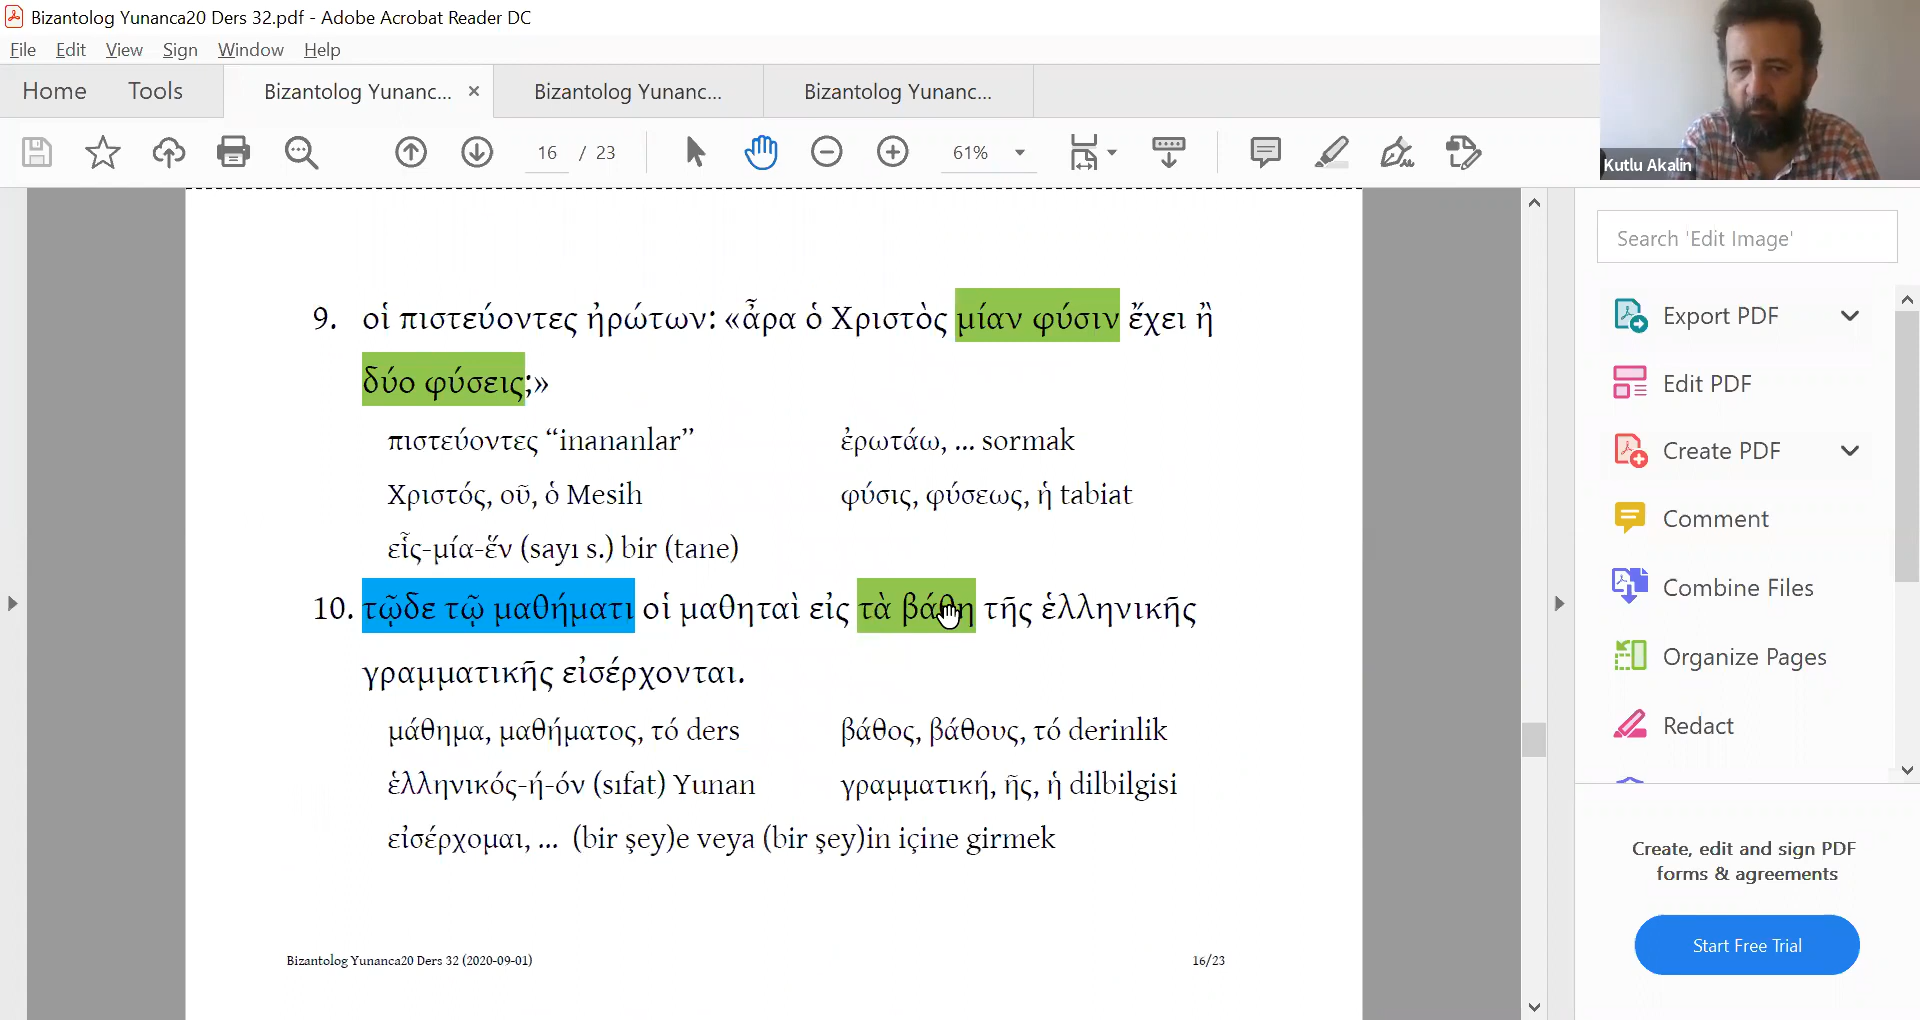 Bizantolog Yunanca20 Ders 32.pdf - Adobe Acrobat Reader DC
File Edit View Sign Window Help
Home Tools Bizantolog Yunanc... × Bizantolog Yunanc... Bizantolog Yunanc...
16 / 23 61%
Kutlu Akalin
Search 'Edit Image'
Export PDF
Edit PDF
Create PDF
Comment
Combine Files
Organize Pages
Redact
Create, edit and sign PDF
forms & agreements
Start Free Trial
9. οἱ πιστεύοντες ἠρώτων: «ἆρα ὁ Χριστὸς μίαν φύσιν ἔχει ἢ
δύο φύσεις;»
πιστεύοντες “inananlar” ἐρωτάω, ... sormak
Χριστός, οῦ, ὁ Mesih φύσις, φύσεως, ἡ tabiat
εἷς-μία-ἕν (sayı s.) bir (tane)
10. τῷδε τῷ μαθήματι οἱ μαθηταὶ εἰς τὰ βάθη τῆς ἑλληνικῆς
γραμματικῆς εἰσέρχονται.
μάθημα, μαθήματος, τό ders βάθος, βάθους, τό derinlik
ἑλληνικός-ή-όν (sıfat) Yunan γραμματική, ῆς, ἡ dilbilgisi
εἰσέρχομαι, ... (bir şey)e veya (bir şey)in içine girmek
Bizantolog Yunanca20 Ders 32 (2020-09-01) 16/23